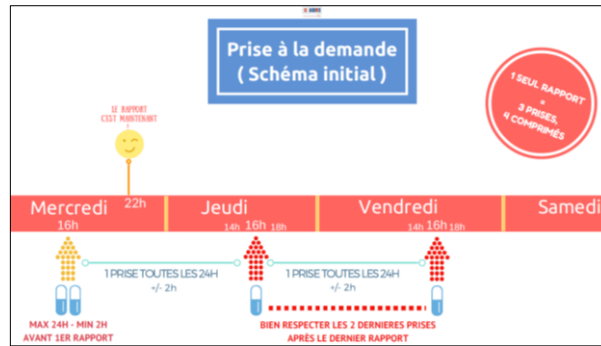 Prise à la demande
( Schéma initial )
1 SEUL RAPPORT
=
3 PRISES,
4 COMPRIMÉS
LE RAPPORT
C'EST MAINTENANT
Mercredi 22h Jeudi Vendredi Samedi
16h 14h 16h 18h 14h 16h 18h
1 PRISE TOUTES LES 24H 1 PRISE TOUTES LES 24H
+/- 2h +/- 2h
MAX 24H - MIN 2H
AVANT 1ER RAPPORT
BIEN RESPECTER LES 2 DERNIERES PRISES
APRÈS LE DERNIER RAPPORT